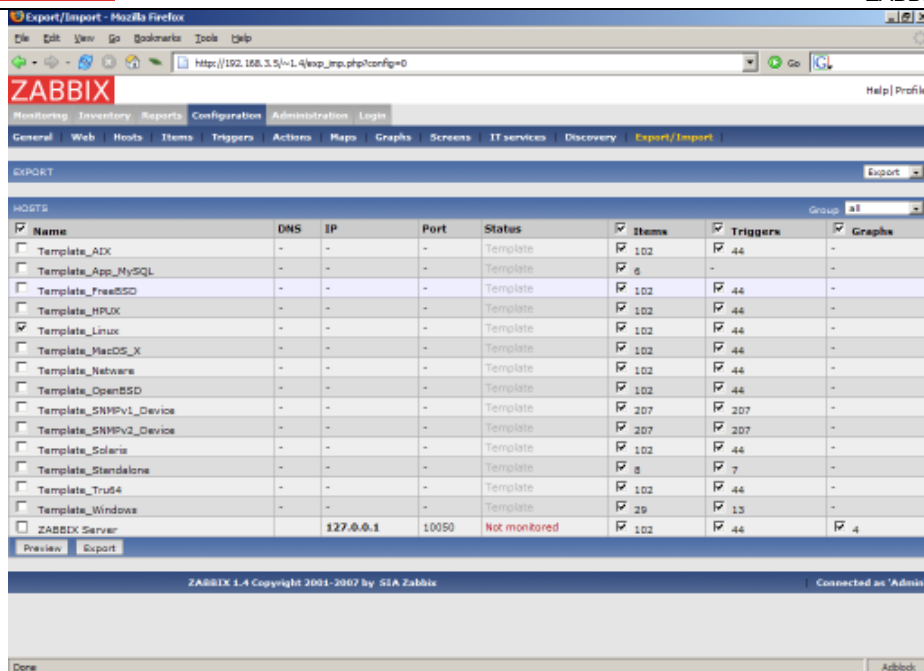 ZABBI
Export/Import - Mozilla Firefox
File Edit View Go Bookmarks Tools Help
http://192.168.3.5/~1.4/exp_imp.php?config=0 Go
ZABBIX Help | Profile
Monitoring Inventory Reports Configuration Administration Login
General | Web | Hosts | Items | Triggers | Actions | Maps | Graphs | Screens | IT services | Discovery | Export/Import |
EXPORT Export
HOSTS Group all
Name DNS IP Port Status Items Triggers Graphs
Template_AIX - - - Template 102 44 -
Template_App_MySQL - - - Template 6 - -
Template_FreeBSD - - - Template 102 44 -
Template_HPUX - - - Template 102 44 -
Template_Linux - - - Template 102 44 -
Template_MacOS_X - - - Template 102 44 -
Template_Netware - - - Template 102 44 -
Template_OpenBSD - - - Template 102 44 -
Template_SNMPv1_Device - - - Template 207 207 -
Template_SNMPv2_Device - - - Template 207 207 -
Template_Solaris - - - Template 102 44 -
Template_Standalone - - - Template 8 7 -
Template_Tru64 - - - Template 102 44 -
Template_Windows - - - Template 29 13 -
ZABBIX Server 127.0.0.1 10050 Not monitored 102 44 4
Preview Export
ZABBIX 1.4 Copyright 2001-2007 by SIA Zabbix | Connected as 'Admin
Done Adblock